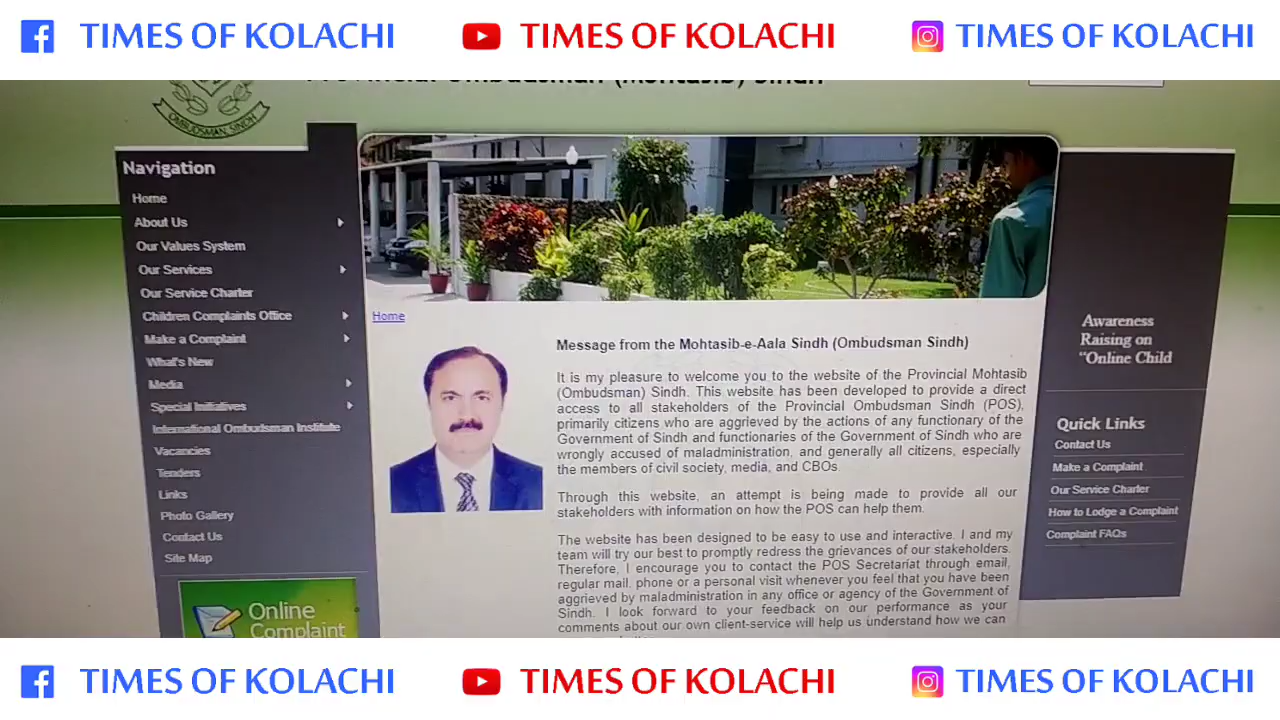 TIMES OF KOLACHI
TIMES OF KOLACHI
TIMES OF KOLACHI
Provincial Ombudsman (Mohtasib) Sindh
OMBUDSMAN, SINDH
Navigation
Home
About Us
Our Values System
Our Services
Our Service Charter
Children Complaints Office
Make a Complaint
What's New
Media
Special Initiatives
International Ombudsman Institute
Vacancies
Tenders
Links
Photo Gallery
Contact Us
Site Map
Online
Complaint
Home
Message from the Mohtasib-e-Aala Sindh (Ombudsman Sindh)
It is my pleasure to welcome you to the website of the Provincial Mohtasib
(Ombudsman) Sindh. This website has been developed to provide a direct
access to all stakeholders of the Provincial Ombudsman Sindh (POS),
primarily citizens who are aggrieved by the actions of any functionary of the
Government of Sindh and functionaries of the Government of Sindh who are
wrongly accused of maladministration, and generally all citizens, especially
the members of civil society, media, and CBOs.
Through this website, an attempt is being made to provide all our
stakeholders with information on how the POS can help them.
The website has been designed to be easy to use and interactive. I and my
team will try our best to promptly redress the grievances of our stakeholders.
Therefore, I encourage you to contact the POS Secretariat through email,
regular mail, phone or a personal visit whenever you feel that you have been
aggrieved by maladministration in any office or agency of the Government of
Sindh. I look forward to your feedback on our performance as your
comments about our own client-service will help us understand how we can
Awareness
Raising on
“Online Child
Quick Links
Contact Us
Make a Complaint
Our Service Charter
How to Lodge a Complaint
Complaint FAQs
TIMES OF KOLACHI
TIMES OF KOLACHI
TIMES OF KOLACHI